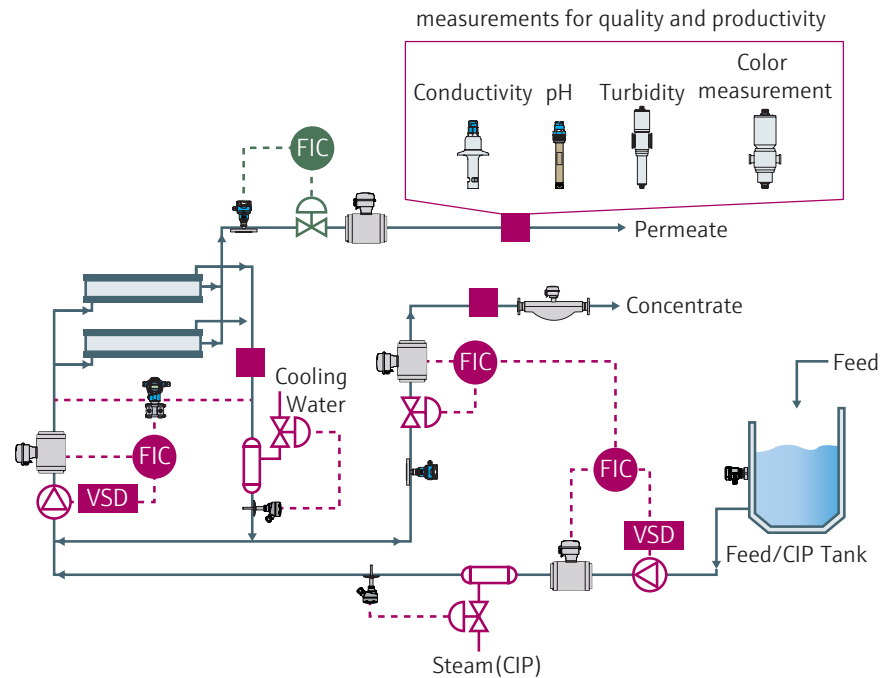 measurements for quality and productivity
Conductivity
pH
Turbidity
Color
measurement
FIC
Permeate
Concentrate
Cooling
Water
FIC
Feed
FIC
VSD
FIC
VSD
Feed/CIP Tank
Steam(CIP)